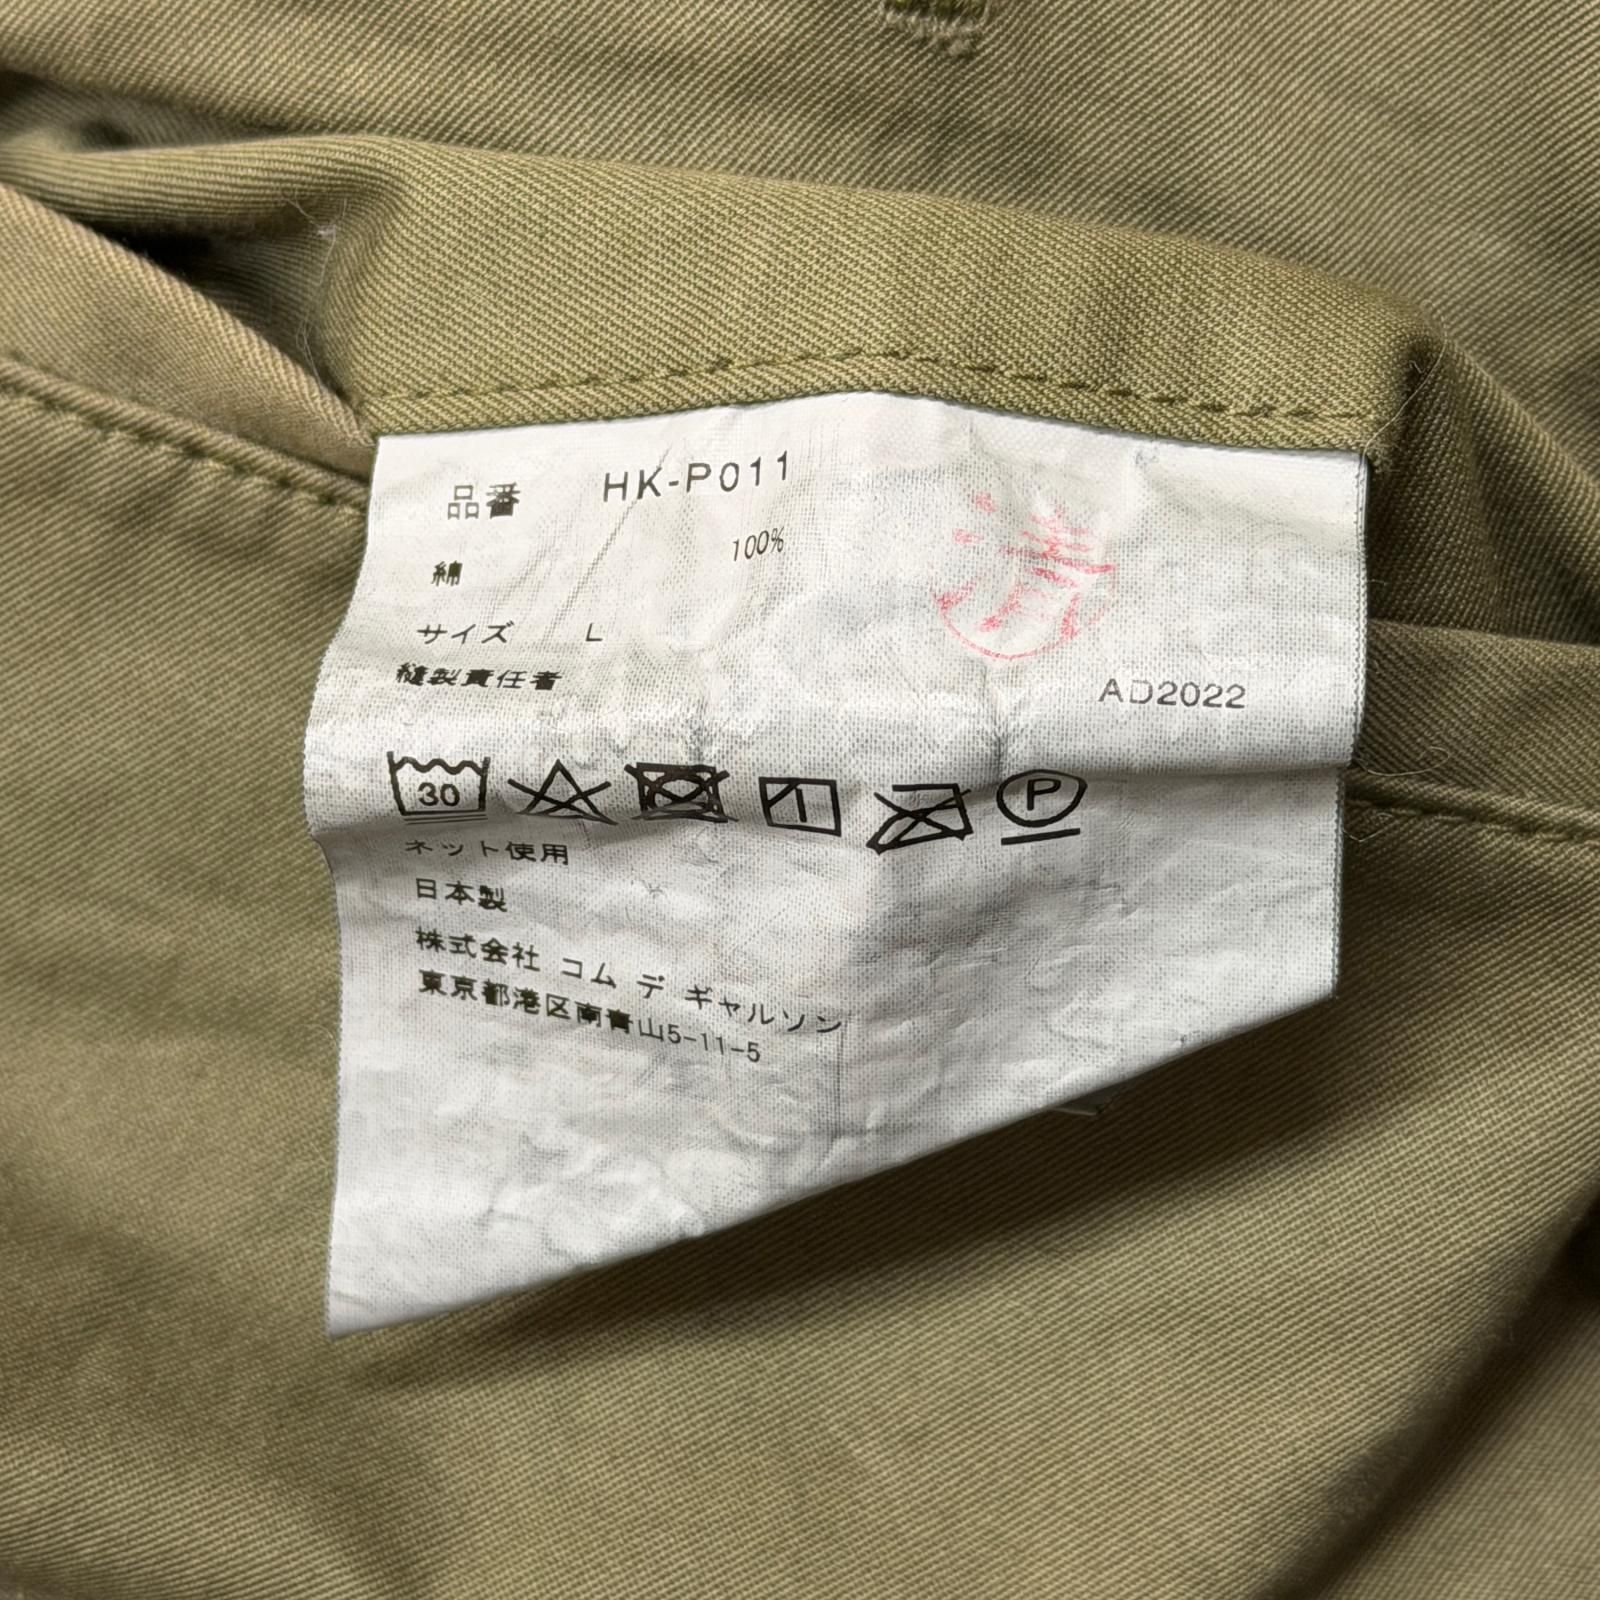 品番 HK-P011
綿 100%
サイズ L
縫製責任者 清
AD2022
30
P
ネット使用
日本製
株式会社 コム デ ギャルソン
東京都港区南青山5-11-5